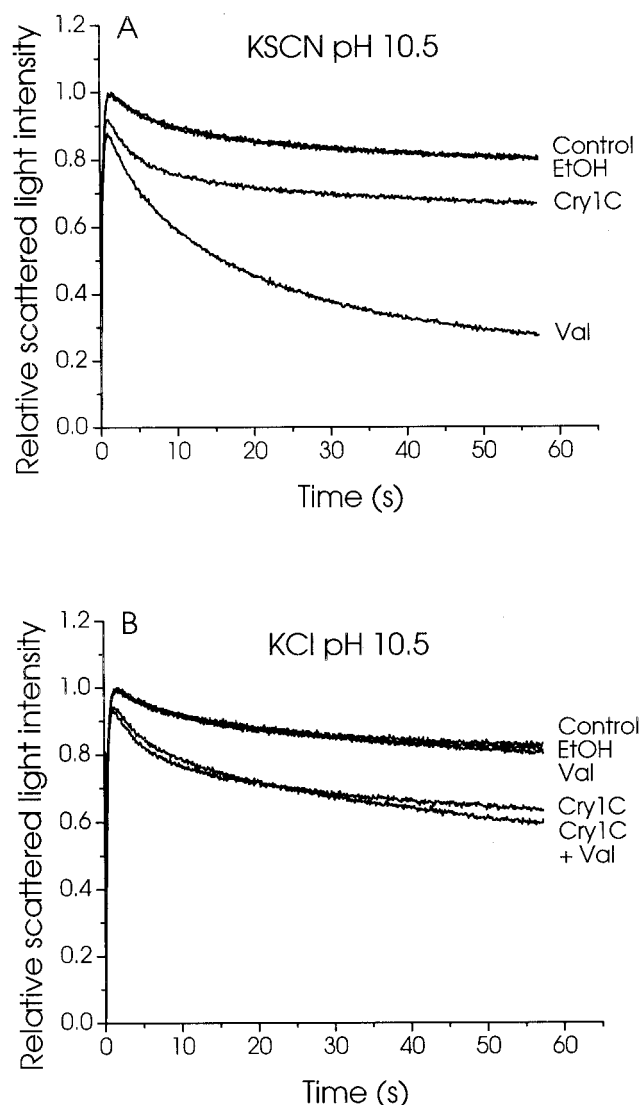 A
KSCN pH 10.5
Relative scattered light intensity
1.2
1.0
0.8
0.6
0.4
0.2
0.0
Control
EtOH
Cry1C
Val
0 10 20 30 40 50 60
Time (s)
B
KCl pH 10.5
Relative scattered light intensity
1.2
1.0
0.8
0.6
0.4
0.2
0.0
Control
EtOH
Val
Cry1C
Cry1C
+ Val
0 10 20 30 40 50 60
Time (s)